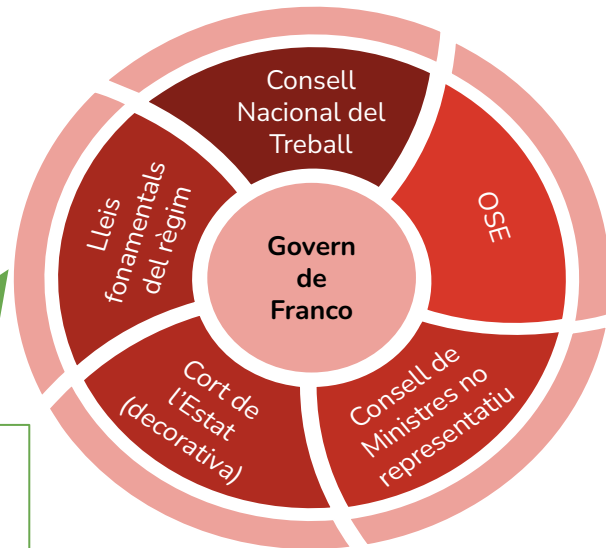 Consell
Nacional del
Treball
OSE
Consell de
Ministres no
representatiu
Cort de
l'Estat
(decorativa)
Lleis
fonamentals
del règim
Govern
de
Franco